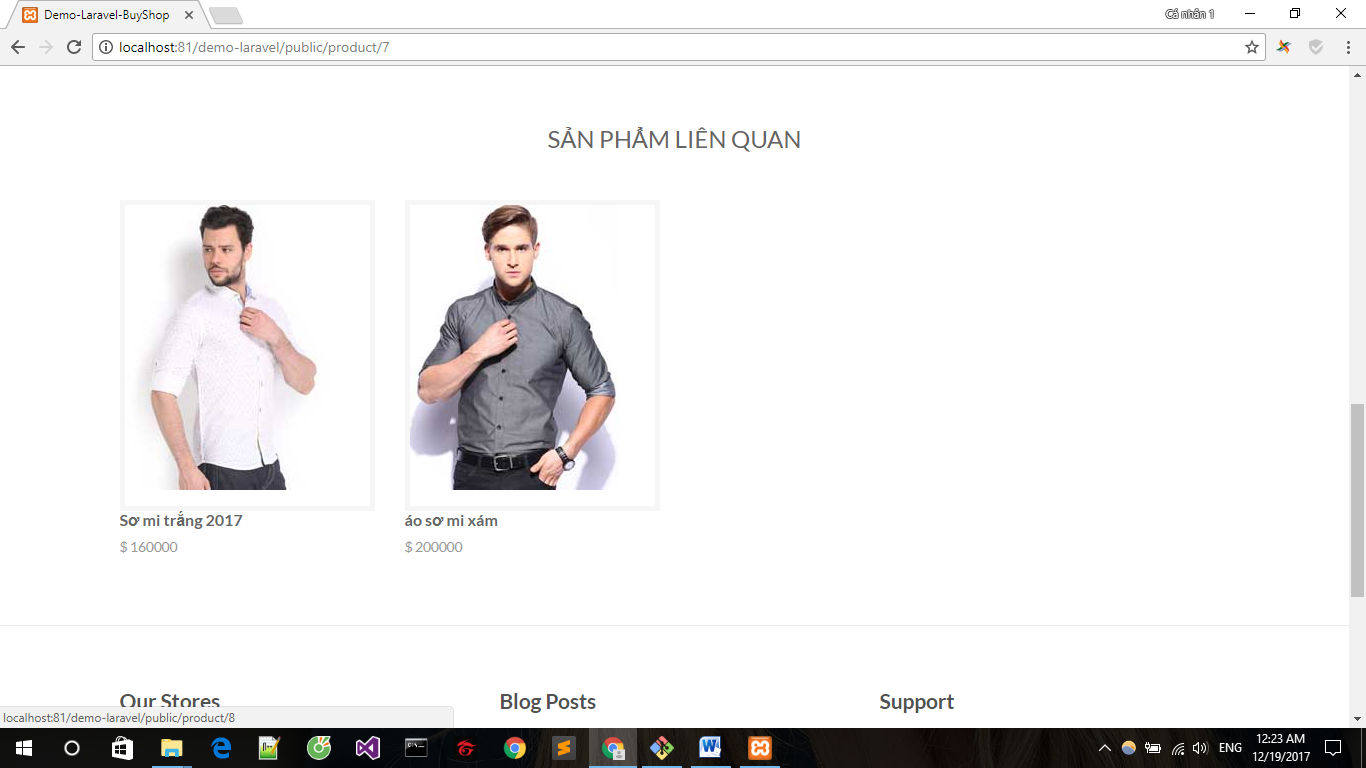 Demo-Laravel-BuyShop
Cá nhân 1
localhost:81/demo-laravel/public/product/7
SẢN PHẨM LIÊN QUAN
Sơ mi trắng 2017
$ 160000
áo sơ mi xám
$ 200000
Our Stores
Blog Posts
Support
localhost:81/demo-laravel/public/product/8
ENG
12:23 AM
12/19/2017